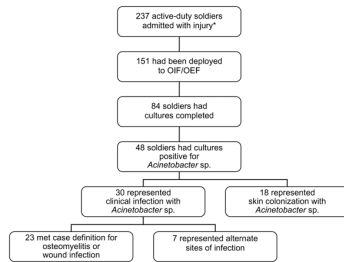 237 active-duty soldiers
admitted with injury*
151 had been deployed
to OIF/OEF
84 soldiers had
cultures completed
48 soldiers had cultures
positive for
Acinetobacter sp.
30 represented
clinical infection with
Acinetobacter sp.
18 represented
skin colonization with
Acinetobacter sp.
23 met case definition for
osteomyelitis or
wound infection
7 represented alternate
sites of infection